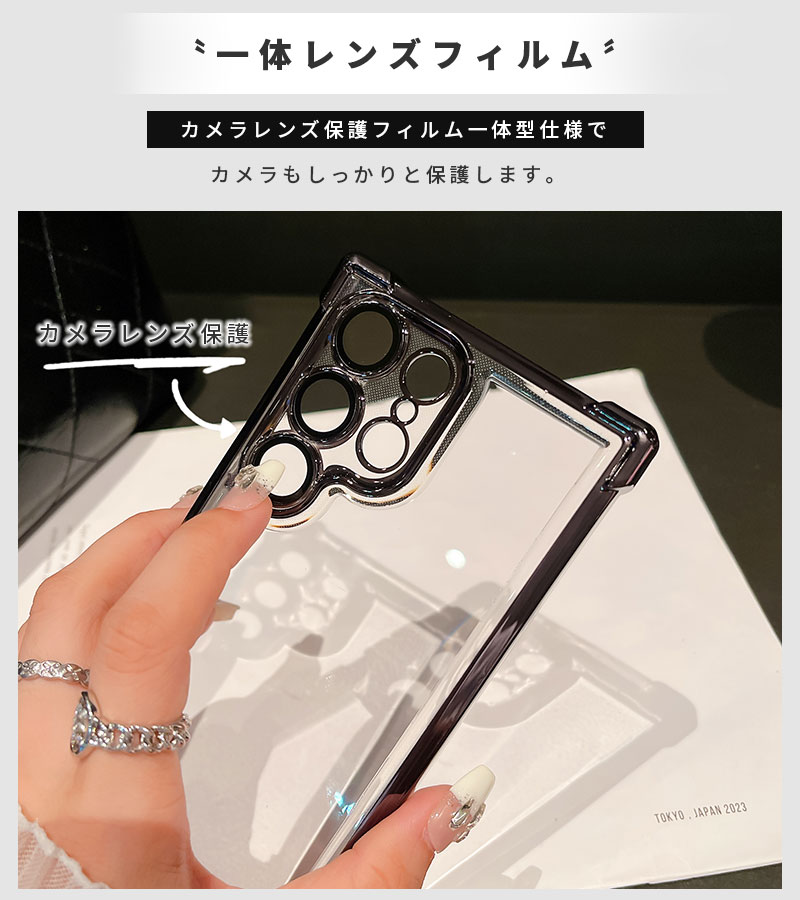 〝一体レンズフィルム〞
カメラレンズ保護フィルム一体型仕様で
カメラもしっかりと保護します。
カメラレンズ保護
TOKYO . JAPAN 2023